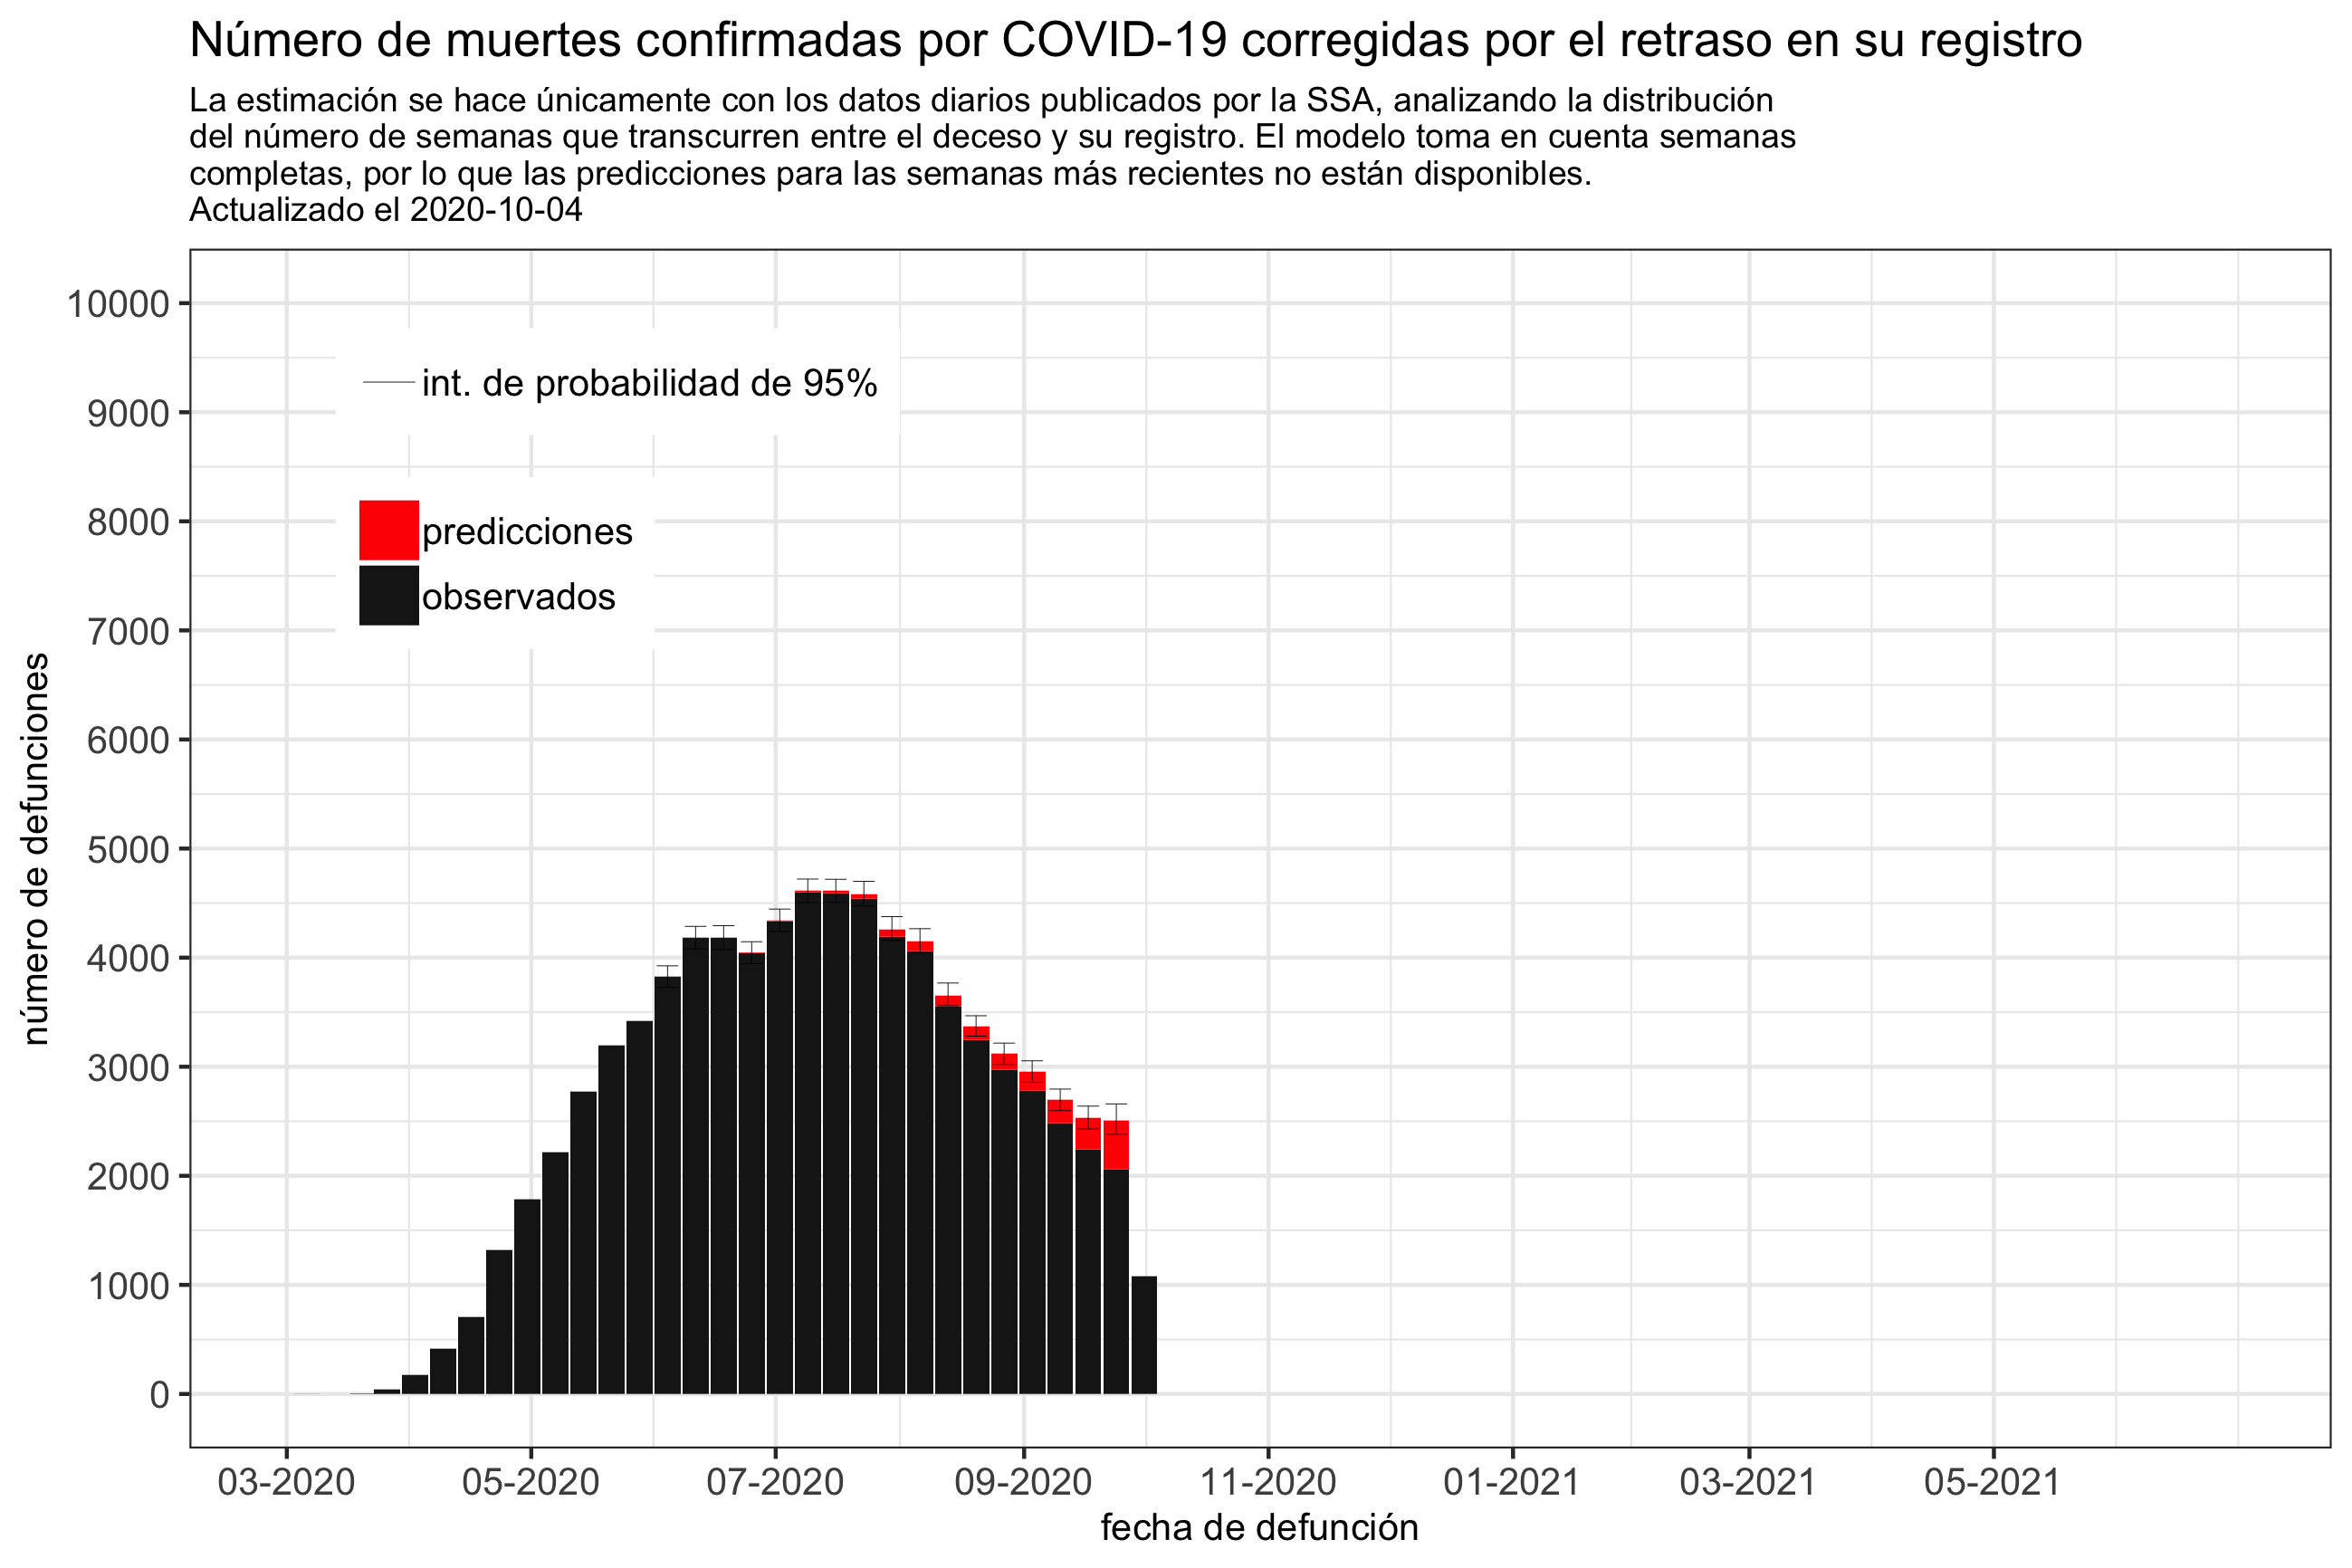 Número de muertes confirmadas por COVID-19 corregidas por el retraso en su registro
La estimación se hace únicamente con los datos diarios publicados por la SSA, analizando la distribución
del número de semanas que transcurren entre el deceso y su registro. El modelo toma en cuenta semanas
completas, por lo que las predicciones para las semanas más recientes no están disponibles.
Actualizado el 2020-10-04
número de defunciones
10000
9000
8000
7000
6000
5000
4000
3000
2000
1000
0
int. de probabilidad de 95%
predicciones
observados
03-2020
05-2020
07-2020
09-2020
11-2020
01-2021
03-2021
05-2021
fecha de defunción